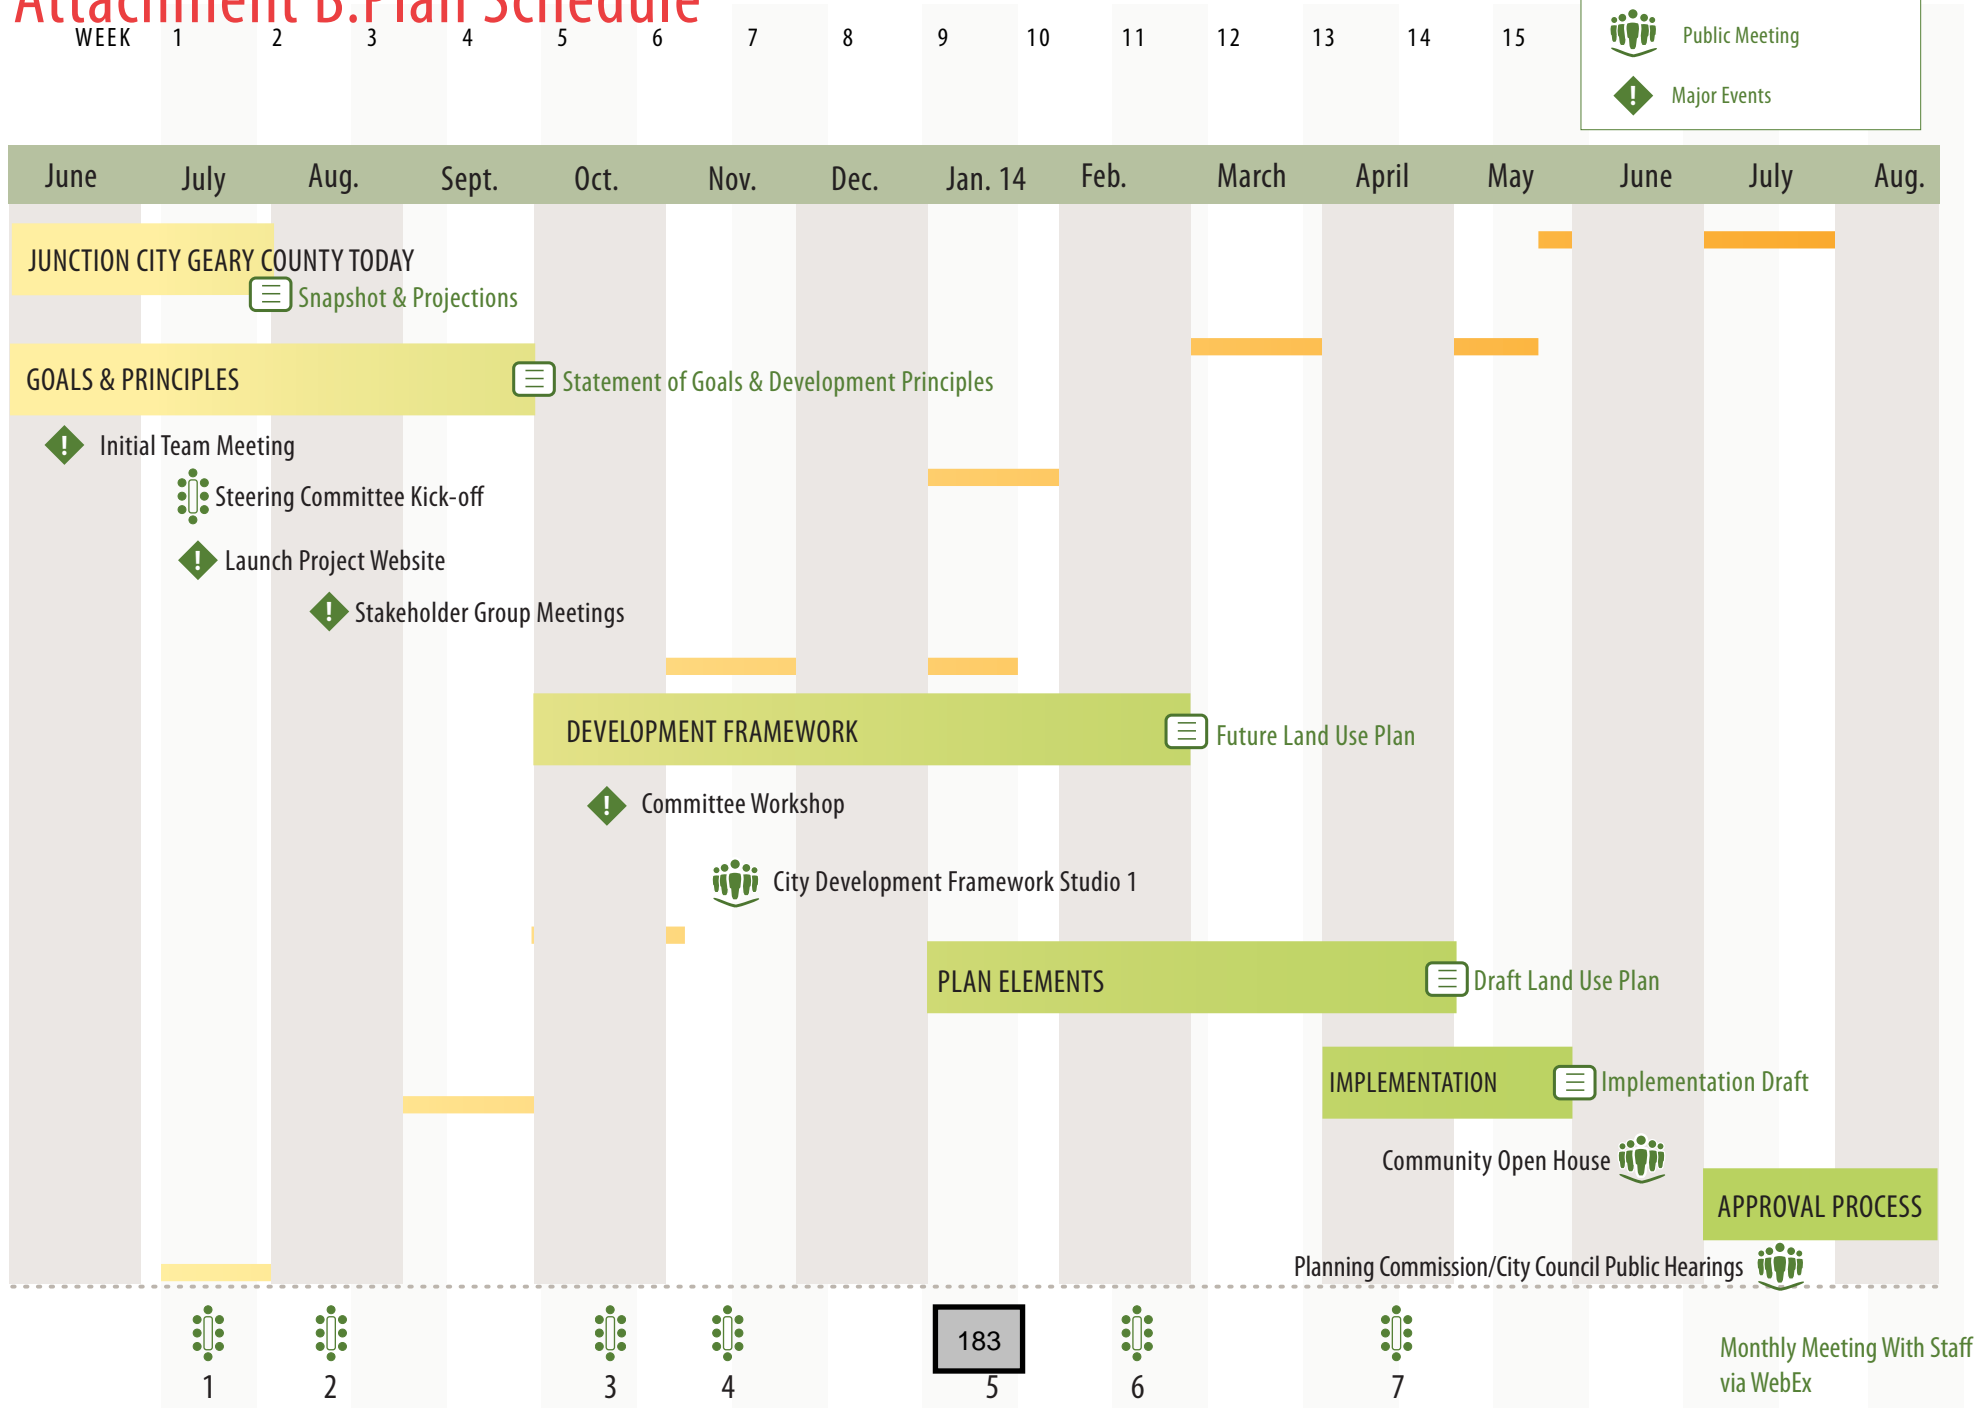 Attachment B.Plan Schedule
WEEK 1 2 3 4 5 6 7 8 9 10 11 12 13 14 15
Public Meeting
Major Events
June July Aug. Sept. Oct. Nov. Dec. Jan. 14 Feb. March April May June July Aug.
JUNCTION CITY GEARY COUNTY TODAY
Snapshot & Projections
GOALS & PRINCIPLES
Statement of Goals & Development Principles
Initial Team Meeting
Steering Committee Kick-off
Launch Project Website
Stakeholder Group Meetings
DEVELOPMENT FRAMEWORK
Future Land Use Plan
Committee Workshop
City Development Framework Studio 1
PLAN ELEMENTS
Draft Land Use Plan
IMPLEMENTATION
Implementation Draft
Community Open House
APPROVAL PROCESS
Planning Commission/City Council Public Hearings
183
1 2 3 4 5 6 7
Monthly Meeting With Staff
via WebEx